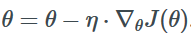 θ = θ − η · ∇θJ(θ)